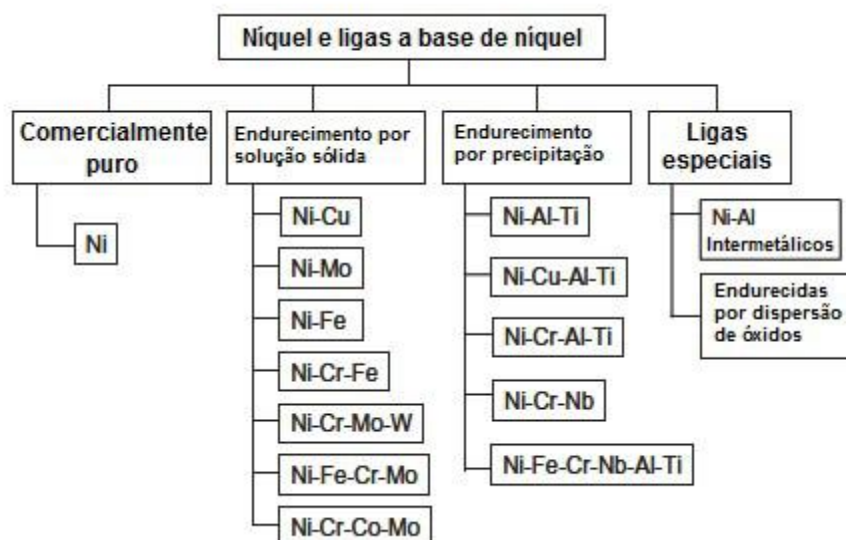 Níquel e ligas a base de níquel
Comercialmente
puro
Ni
Endurecimento por
solução sólida
Ni-Cu
Ni-Mo
Ni-Fe
Ni-Cr-Fe
Ni-Cr-Mo-W
Ni-Fe-Cr-Mo
Ni-Cr-Co-Mo
Endurecimento
por precipitação
Ni-Al-Ti
Ni-Cu-Al-Ti
Ni-Cr-Al-Ti
Ni-Cr-Nb
Ni-Fe-Cr-Nb-Al-Ti
Ligas
especiais
Ni-Al
Intermetálicos
Endurecidas
por dispersão
de óxidos